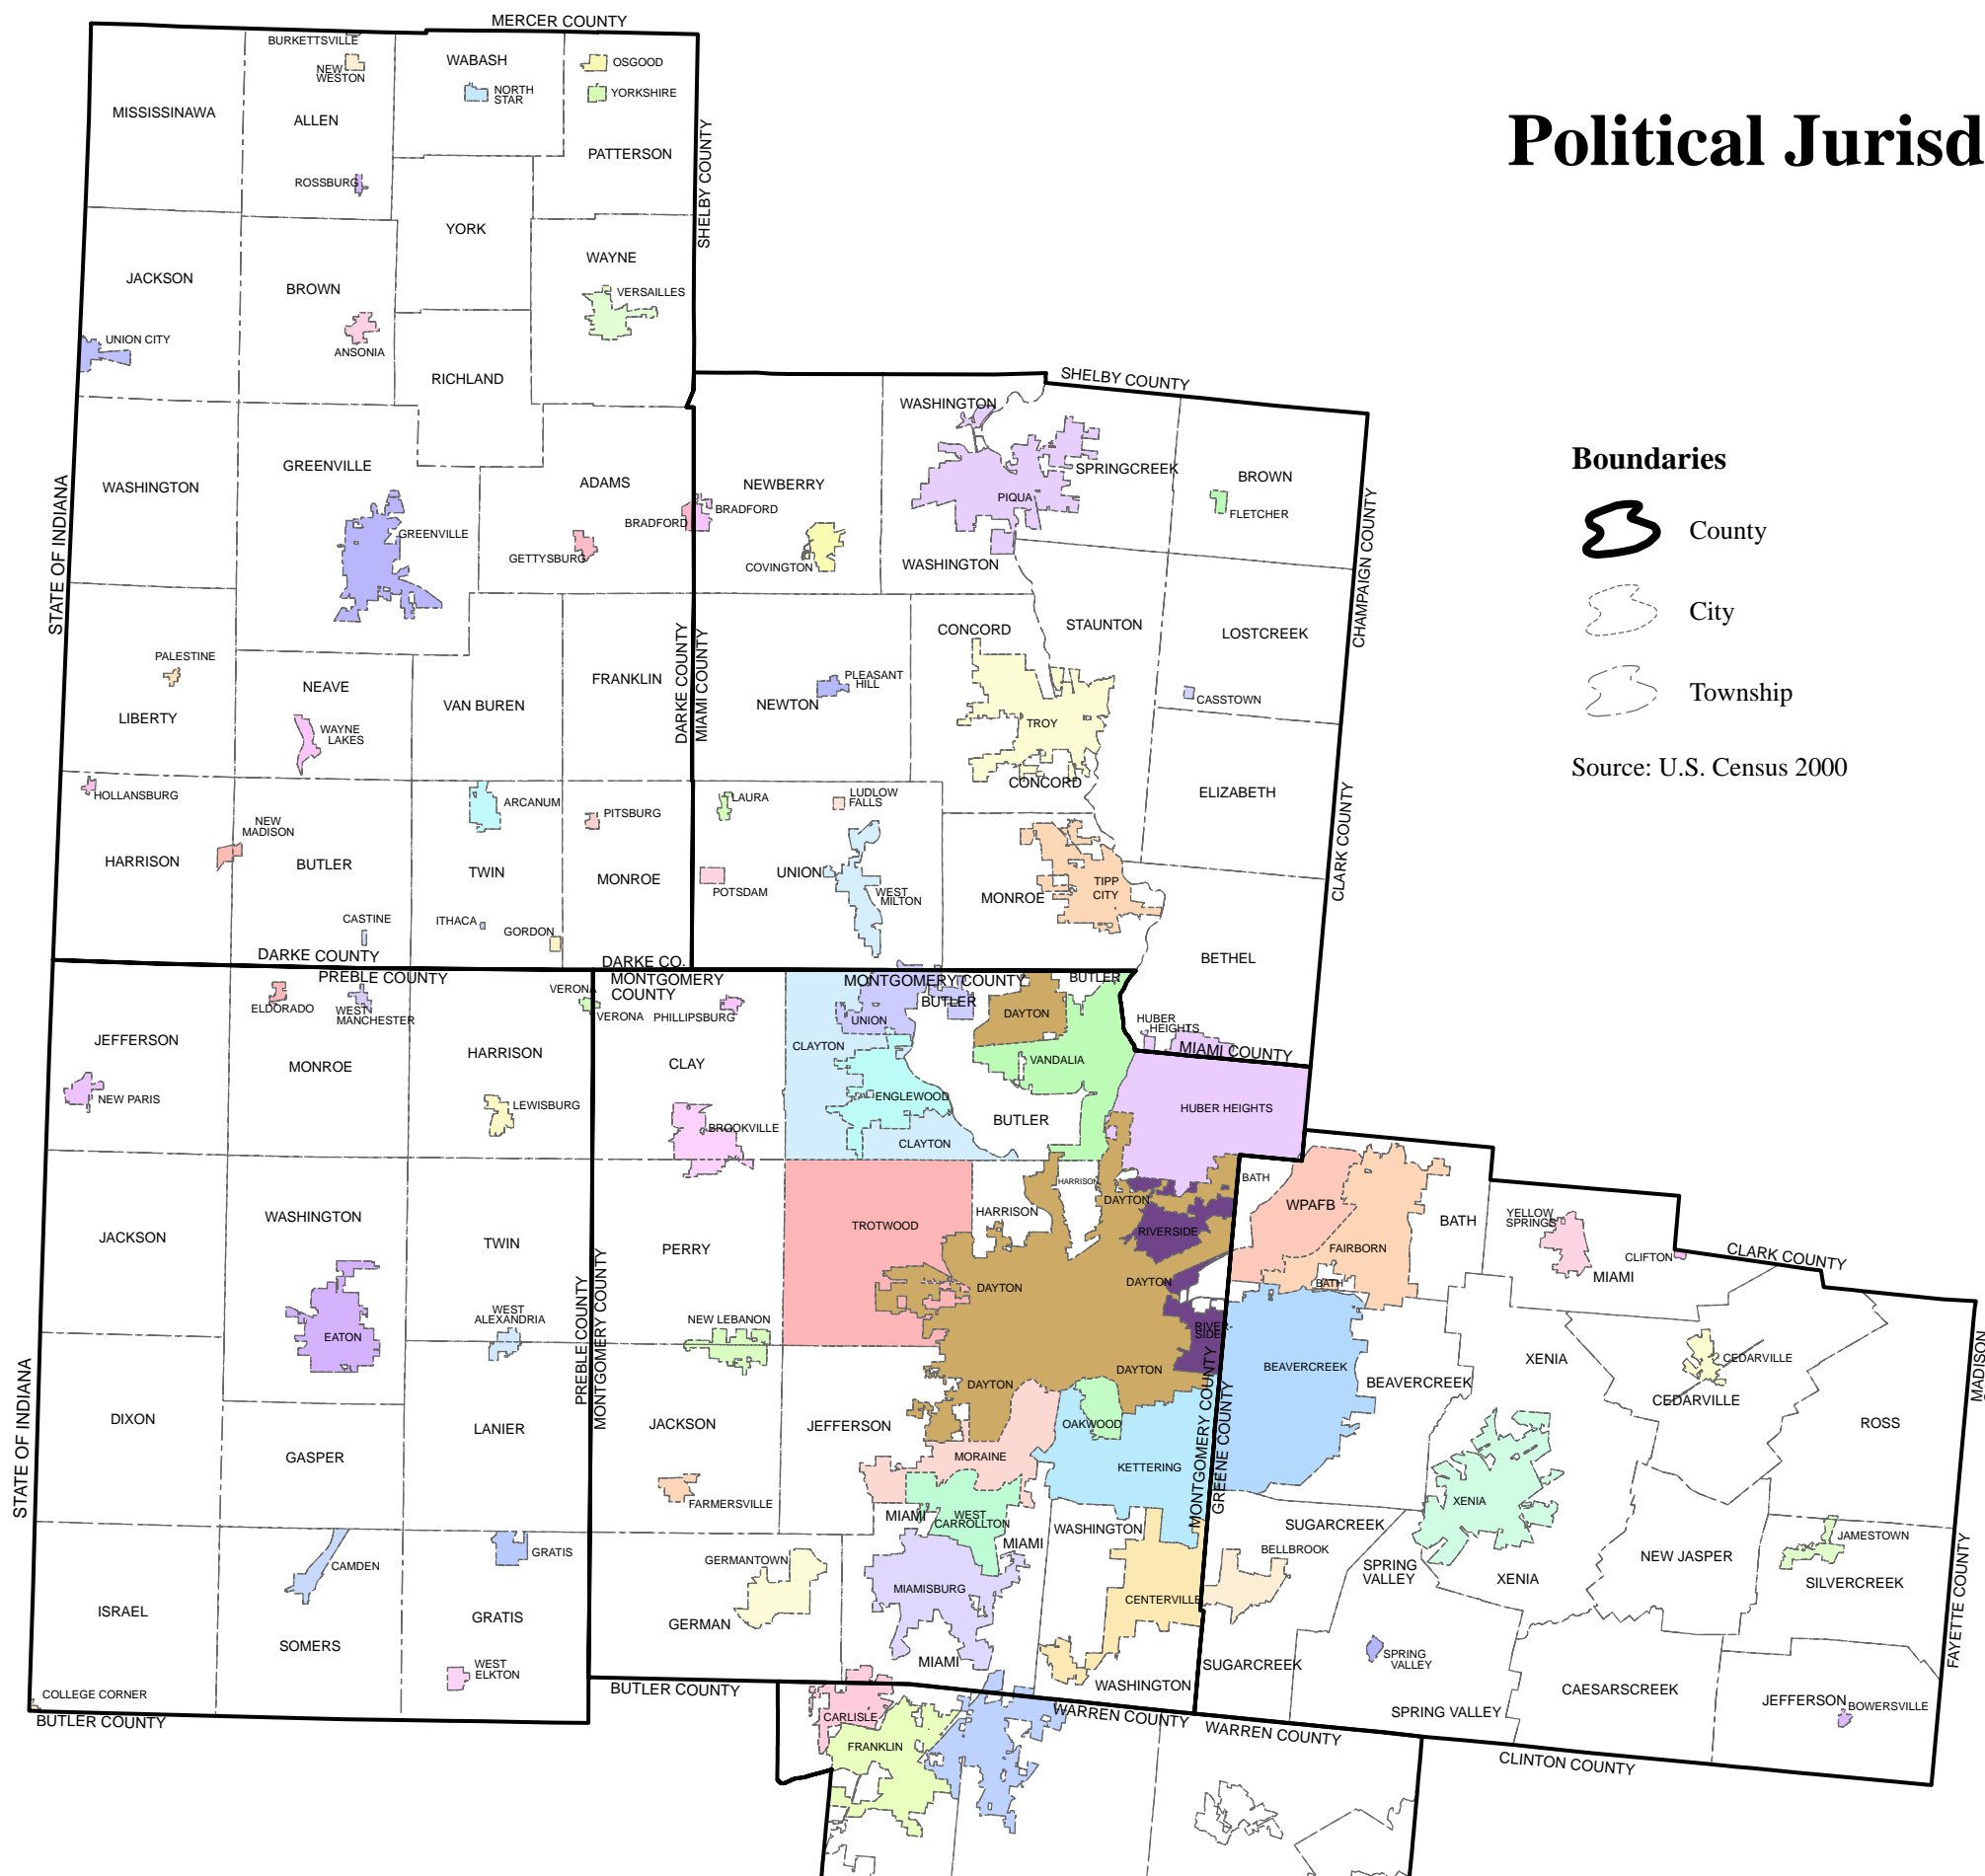 Political Jurisd
MERCER COUNTY
BURKETTSVILLE
NEW
WESTON
WABASH
OSGOOD
NORTH
STAR
YORKSHIRE
MISSISSINAWA
ALLEN
PATTERSON
ROSSBURG
SHELBY COUNTY
YORK
WAYNE
JACKSON
BROWN
VERSAILLES
UNION CITY
ANSONIA
RICHLAND
SHELBY COUNTY
WASHINGTON
GREENVILLE
WASHINGTON
ADAMS
NEWBERRY
SPRINGCREEK
BROWN
PIQUA
BRADFORD
BRADFORD
FLETCHER
GREENVILLE
GETTYSBURG
COVINGTON
WASHINGTON
STATE OF INDIANA
CHAMPAIGN COUNTY
Boundaries
County
City
Township
Source: U.S. Census 2000
CONCORD
STAUNTON
LOSTCREEK
PALESTINE
NEAVE
FRANKLIN
DARKE COUNTY
MIAMI COUNTY
PLEASANT
HILL
LIBERTY
VAN BUREN
NEWTON
CASSTOWN
WAYNE
LAKES
TROY
CONCORD
HOLLANSBURG
ARCANUM
PITSBURG
LAURA
LUDLOW
FALLS
ELIZABETH
NEW
MADISON
HARRISON
BUTLER
TWIN
MONROE
UNION
POTSDAM
WEST
MILTON
MONROE
TIPP
CITY
CLARK COUNTY
CASTINE
ITHACA
GORDON
BETHEL
DARKE COUNTY
DARKE CO.
PREBLE COUNTY
MONTGOMERY
COUNTY
MONTGOMERY COUNTY
BUTLER
VERONA
VERONA
ELDORADO
WEST
MANCHESTER
PHILLIPSBURG
BUTLER
DAYTON
UNION
HUBER
HEIGHTS
MIAMI COUNTY
JEFFERSON
MONROE
HARRISON
CLAY
CLAYTON
VANDALIA
NEW PARIS
LEWISBURG
ENGLEWOOD
HUBER HEIGHTS
BROOKVILLE
BUTLER
CLAYTON
HARRISON
BATH
DAYTON
HARRISON
WPAFB
BATH
YELLOW
SPRINGS
JACKSON
WASHINGTON
TWIN
PERRY
TROTWOOD
RIVERSIDE
FAIRBORN
CLIFTON
CLARK COUNTY
MIAMI
DAYTON
DAYTON
BATH
PREBLE COUNTY
MONTGOMERY COUNTY
WEST
ALEXANDRIA
NEW LEBANON
EATON
RIVER-
SIDE
BEAVERCREEK
XENIA
CEDARVILLE
MADISON
DAYTON
DAYTON
BEAVERCREEK
CEDARVILLE
DIXON
LANIER
JACKSON
JEFFERSON
OAKWOOD
ROSS
GASPER
MORAINE
KETTERING
STATE OF INDIANA
MONTGOMERY COUNTY
GREENE COUNTY
FARMERSVILLE
XENIA
MIAMI
WEST
CARROLLTON
WASHINGTON
SUGARCREEK
JAMESTOWN
MIAMI
BELLBROOK
GRATIS
GERMANTOWN
NEW JASPER
CAMDEN
SPRING
VALLEY
XENIA
SILVERCREEK
MIAMISBURG
CENTERVILLE
ISRAEL
GRATIS
GERMAN
FAYETTE COUNTY
SOMERS
MIAMI
SPRING
VALLEY
WEST
ELKTON
SUGARCREEK
WASHINGTON
CAESARSCREEK
COLLEGE CORNER
BUTLER COUNTY
JEFFERSON
BOWERSVILLE
BUTLER COUNTY
CARLISLE
WARREN COUNTY
SPRING VALLEY
WARREN COUNTY
FRANKLIN
CLINTON COUNTY